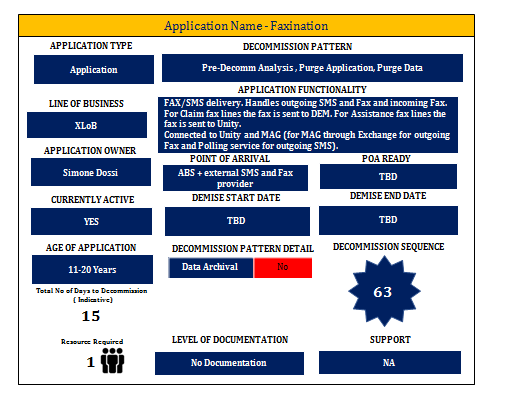 Application Name - Faxination
APPLICATION TYPE
Application
DECOMMISSION PATTERN
Pre-Decomm Analysis , Purge Application, Purge Data
LINE OF BUSINESS
XLoB
APPLICATION FUNCTIONALITY
FAX/SMS delivery. Handles outgoing SMS and Fax and incoming Fax.
For Claim fax lines the fax is sent to DEM. For Assistance fax lines the
fax is sent to Unity.
Connected to Unity and MAG (for MAG through Exchange for outgoing
Fax and Polling service for outgoing SMS).
APPLICATION OWNER
Simone Dossi
POINT OF ARRIVAL
ABS + external SMS and Fax
provider
POA READY
TBD
CURRENTLY ACTIVE
YES
DEMISE START DATE
TBD
DEMISE END DATE
TBD
AGE OF APPLICATION
11-20 Years
DECOMMISSION PATTERN DETAIL
Data Archival
No
DECOMMISSION SEQUENCE
63
Total No of Days to Decommission
( Indicative)
15
Resource Required
1
LEVEL OF DOCUMENTATION
No Documentation
SUPPORT
NA